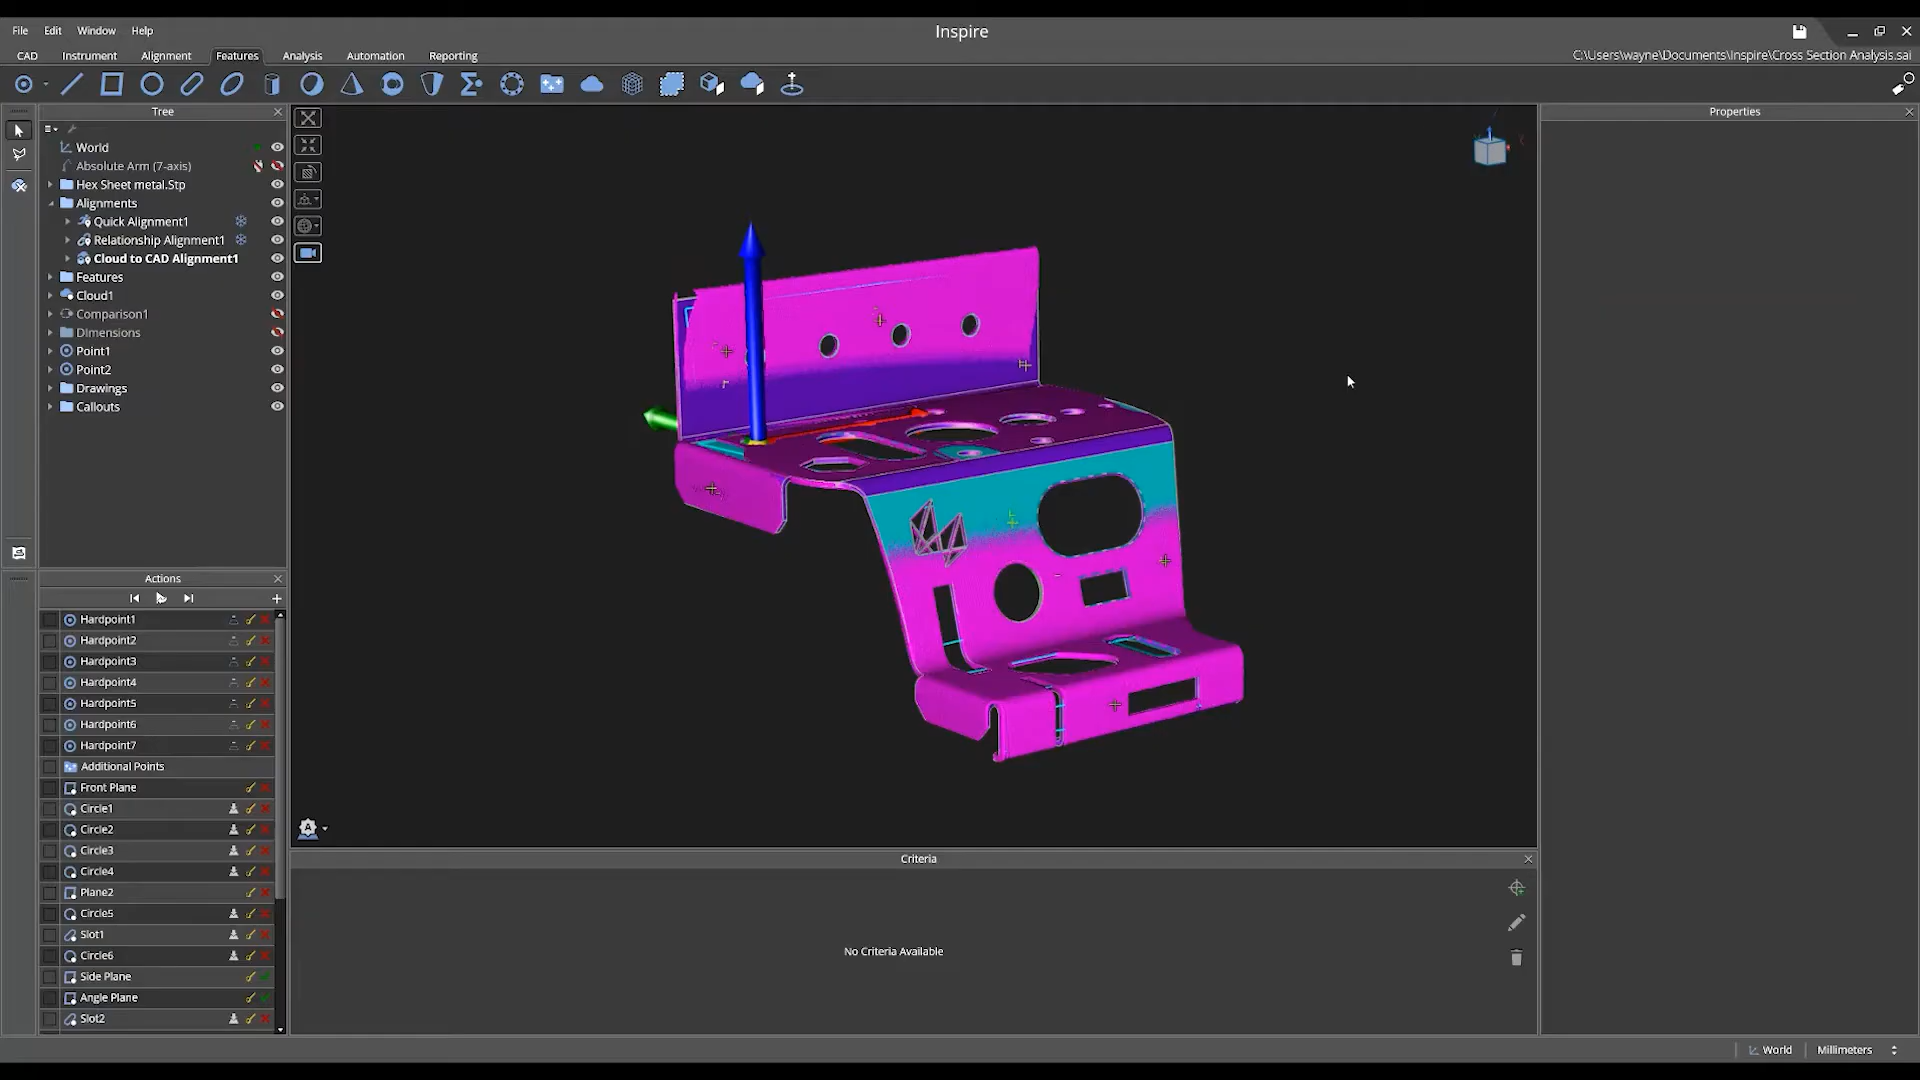 Inspire
File Edit Window Help
CAD Instrument Alignment Features Analysis Automation Reporting
C:\Users\wayne\Documents\Inspire\Cross Section Analysis.sai
Tree
World
Absolute Arm (7-axis)
Hex Sheet metal.Stp
Alignments
Quick Alignment1
Relationship Alignment1
Cloud to CAD Alignment1
Features
Cloud1
Comparison1
Dimensions
Point1
Point2
Drawings
Callouts
Actions
Hardpoint1
Hardpoint2
Hardpoint3
Hardpoint4
Hardpoint5
Hardpoint6
Hardpoint7
Additional Points
Front Plane
Circle1
Circle2
Circle3
Circle4
Plane2
Circle5
Slot1
Circle6
Side Plane
Angle Plane
Slot2
Criteria
No Criteria Available
Properties
World Millimeters